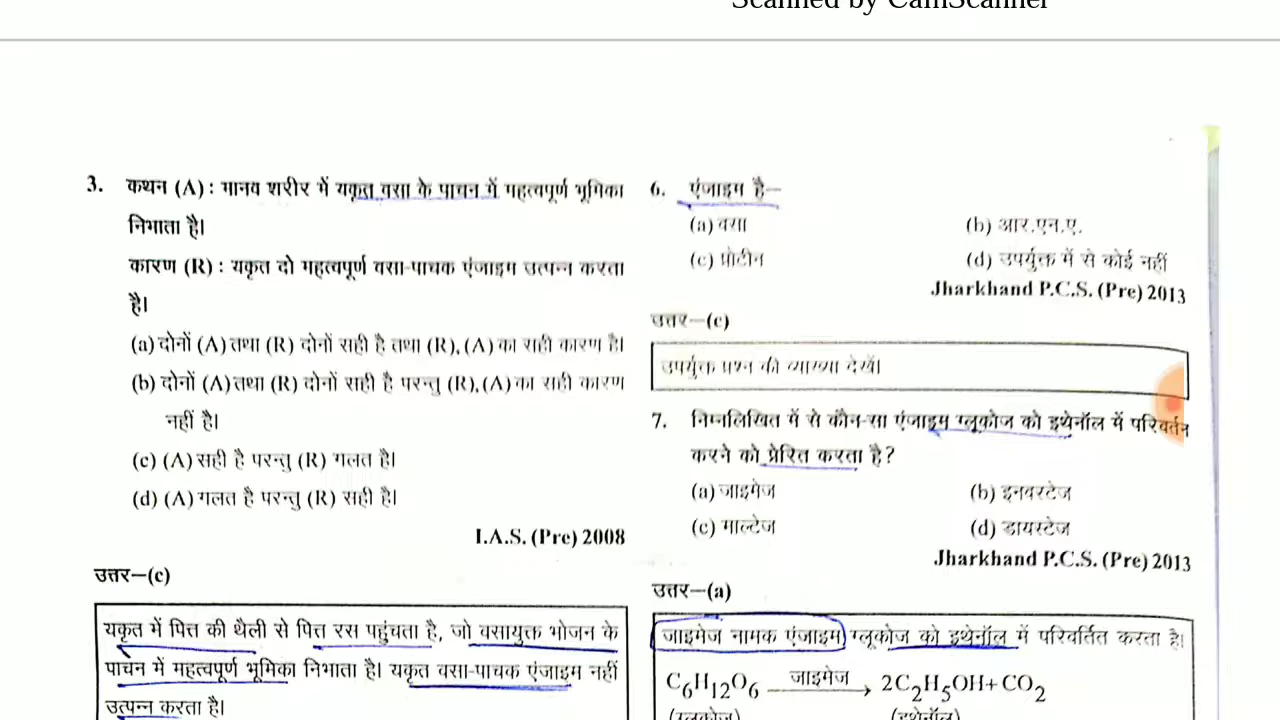 Scanned by CamScanner
3. कथन (A) : मानव शरीर में यकृत वसा के पाचन में महत्वपूर्ण भूमिका
निभाता है।
कारण (R) : यकृत दो महत्वपूर्ण वसा-पाचक एंजाइम उत्पन्न करता
है।
(a) दोनों (A) तथा (R) दोनों सही है तथा (R), (A) का सही कारण है।
(b) दोनों (A) तथा (R) दोनों सही है परन्तु (R), (A) का सही कारण
नहीं है।
(c) (A) सही है परन्तु (R) गलत है।
(d) (A) गलत है परन्तु (R) सही है।
I.A.S. (Pre) 2008
उत्तर—(c)
यकृत में पित्त की थैली से पित्त रस पहुंचता है, जो वसायुक्त भोजन के
पाचन में महत्वपूर्ण भूमिका निभाता है। यकृत वसा-पाचक एंजाइम नहीं
उत्पन्न करता है।
6. एंजाइम है—
(a) वसा (b) आर.एन.ए.
(c) प्रोटीन (d) उपर्युक्त में से कोई नहीं
Jharkhand P.C.S. (Pre) 2013
उत्तर—(c)
उपर्युक्त प्रश्न की व्याख्या देखें।
7. निम्नलिखित में से कौन-सा एंजाइम ग्लूकोज को इथेनॉल में परिवर्तन
करने को प्रेरित करता है?
(a) जाइमेज (b) इनवरटेज
(c) माल्टेज (d) डायस्टेज
Jharkhand P.C.S. (Pre) 2013
उत्तर—(a)
जाइमेज नामक एंजाइम ग्लूकोज को इथेनॉल में परिवर्तित करता है।
C₆H₁₂O₆ जाइमेज → 2C₂H₅OH+CO₂
(ग्लूकोज) (इथेनॉल)